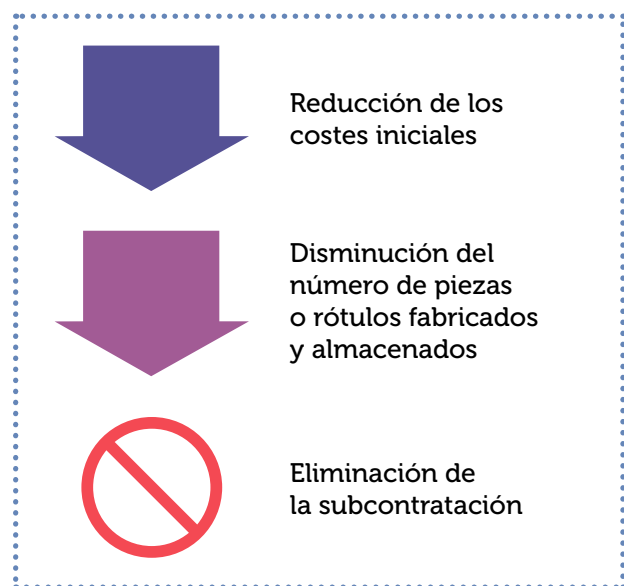 Reducción de los
costes iniciales
Disminución del
número de piezas
o rótulos fabricados
y almacenados
Eliminación de
la subcontratación